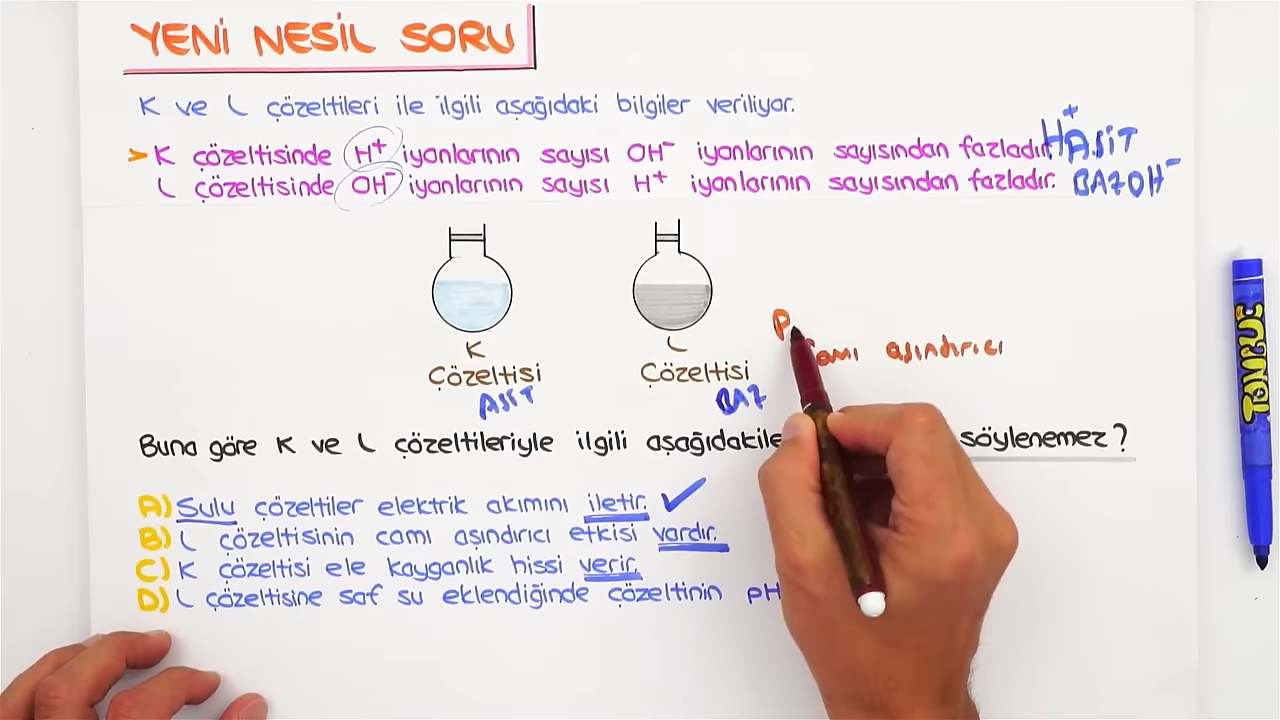 YENİ NESİL SORU
K ve L çözeltileri ile ilgili aşağıdaki bilgiler veriliyor.
> K çözeltisinde H⁺ iyonlarının sayısı OH⁻ iyonlarının sayısından fazladır. H⁺ ASİT
L çözeltisinde OH⁻ iyonlarının sayısı H⁺ iyonlarının sayısından fazladır. BAZ OH⁻
K
Çözeltisi
ASİT
L
Çözeltisi
BAZ
P
camı aşındırıcı
Buna göre K ve L çözeltileriyle ilgili söylenemez?
A) Sulu çözeltiler elektrik akımını iletir. ✓
B) L çözeltisinin camı aşındırıcı etkisi vardır.
C) K çözeltisi ele kayganlık hissi verir.
D) L çözeltisine saf su eklendiğinde çözeltinin pH
TOMBUL